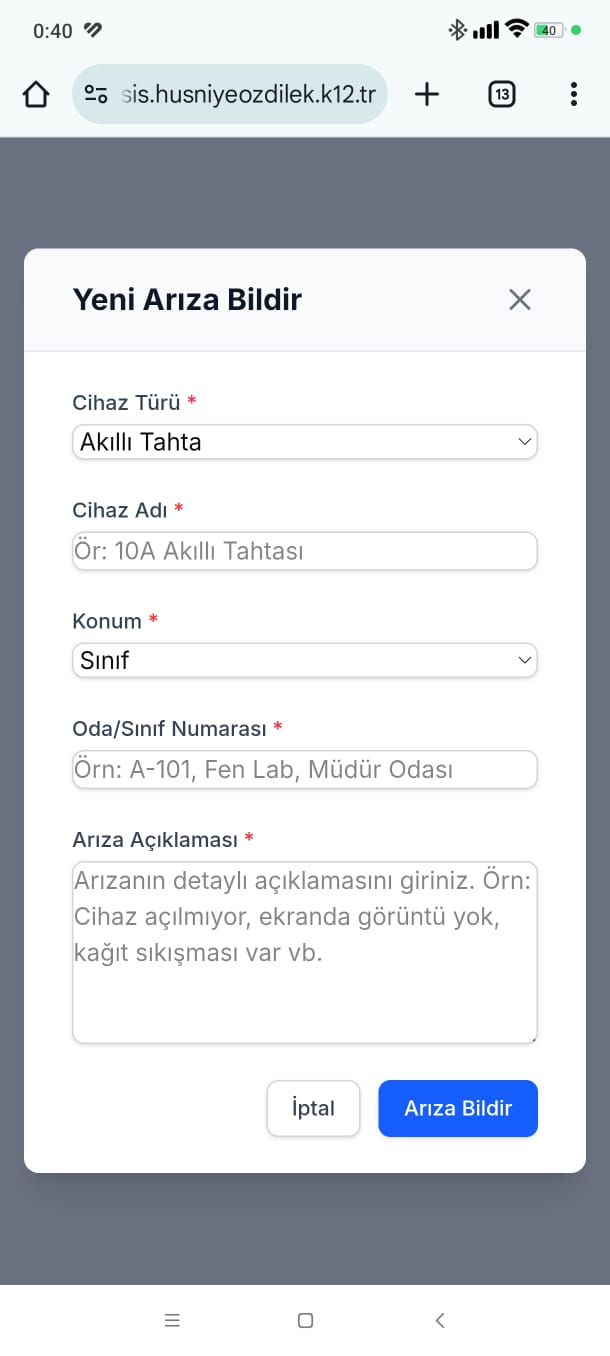 0:40
40
sis.husniyeozdilek.k12.tr
13
Yeni Arıza Bildir
Cihaz Türü *
Akıllı Tahta
Cihaz Adı *
Ör: 10A Akıllı Tahtası
Konum *
Sınıf
Oda/Sınıf Numarası *
Örn: A-101, Fen Lab, Müdür Odası
Arıza Açıklaması *
Arızanın detaylı açıklamasını giriniz. Örn:
Cihaz açılmıyor, ekranda görüntü yok,
kağıt sıkışması var vb.
İptal
Arıza Bildir